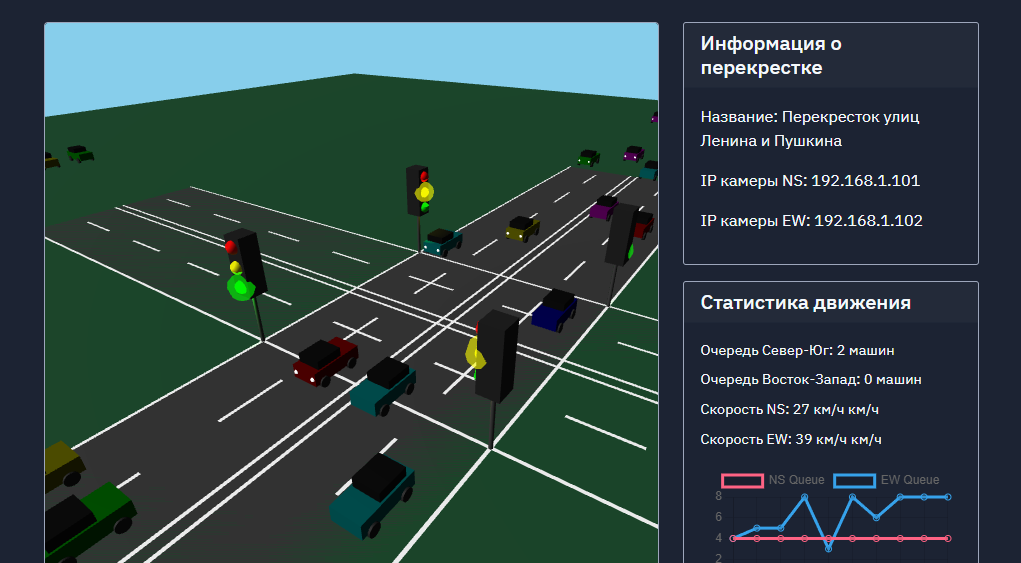 Информация о
перекрестке
Название: Перекресток улиц
Ленина и Пушкина
IP камеры NS: 192.168.1.101
IP камеры EW: 192.168.1.102
Статистика движения
Очередь Север-Юг: 2 машин
Очередь Восток-Запад: 0 машин
Скорость NS: 27 км/ч км/ч
Скорость EW: 39 км/ч км/ч
NS Queue EW Queue
8
6
4
2